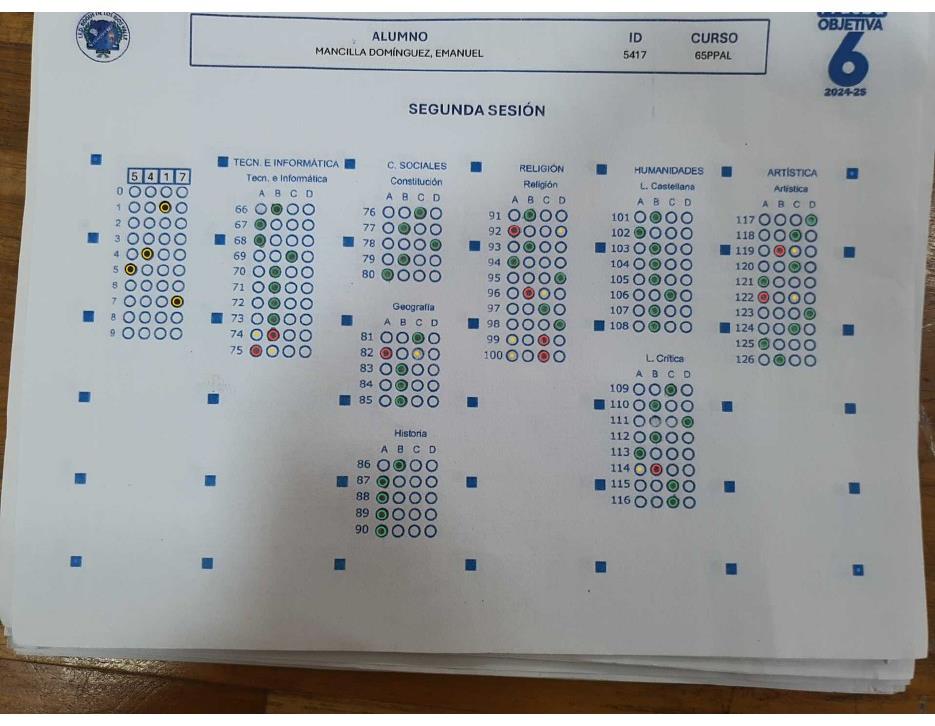 OBJETIVA
6
2024-25
ALUMNO ID CURSO
MANCILLA DOMÍNGUEZ, EMANUEL 5417 65PPAL
SEGUNDA SESIÓN
5 4 1 7
0
1
2
3
4
5
6
7
8
9
TECN. E INFORMÁTICA
Tecn. e Informática
A B C D
66
67
68
69
70
71
72
73
74
75
C. SOCIALES
Constitución
A B C D
76
77
78
79
80
Geografía
A B C D
81
82
83
84
85
Historia
A B C D
86
87
88
89
90
RELIGIÓN
Religión
A B C D
91
92
93
94
95
96
97
98
99
100
HUMANIDADES
L. Castellana
A B C D
101
102
103
104
105
106
107
108
L. Crítica
A B C D
109
110
111
112
113
114
115
116
ARTÍSTICA
Artística
A B C D
117
118
119
120
121
122
123
124
125
126